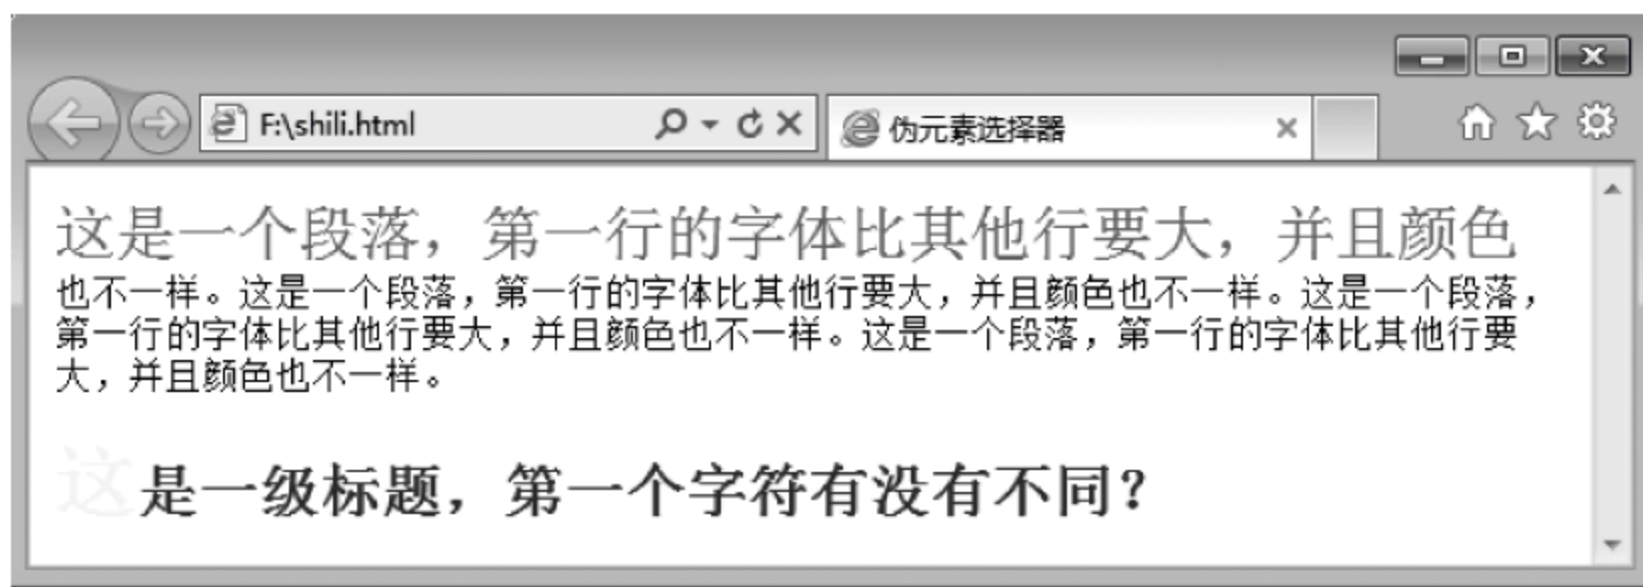 F:\shili.html
伪元素选择器
这是一个段落，第一行的字体比其他行要大，并且颜色
也不一样。这是一个段落，第一行的字体比其他行要大，并且颜色也不一样。这是一个段落，
第一行的字体比其他行要大，并且颜色也不一样。这是一个段落，第一行的字体比其他行要
大，并且颜色也不一样。
这是一级标题，第一个字符有没有不同？